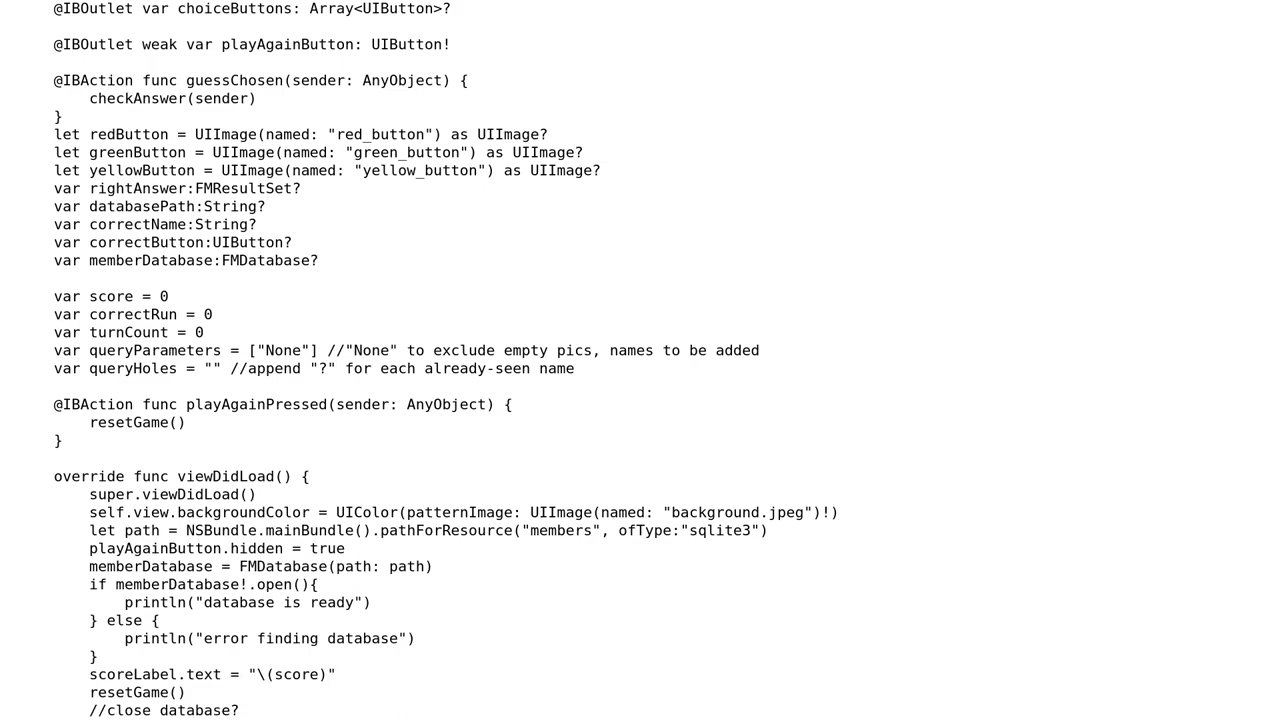 @IBOutlet var choiceButtons: Array<UIButton>?
@IBOutlet weak var playAgainButton: UIButton!
@IBAction func guessChosen(sender: AnyObject) {
    checkAnswer(sender)
}
let redButton = UIImage(named: "red_button") as UIImage?
let greenButton = UIImage(named: "green_button") as UIImage?
let yellowButton = UIImage(named: "yellow_button") as UIImage?
var rightAnswer:FMResultSet?
var databasePath:String?
var correctName:String?
var correctButton:UIButton?
var memberDatabase:FMDatabase?
var score = 0
var correctRun = 0
var turnCount = 0
var queryParameters = ["None"] //"None" to exclude empty pics, names to be added
var queryHoles = "" //append "?" for each already-seen name
@IBAction func playAgainPressed(sender: AnyObject) {
    resetGame()
}
override func viewDidLoad() {
    super.viewDidLoad()
    self.view.backgroundColor = UIColor(patternImage: UIImage(named: "background.jpeg")!)
    let path = NSBundle.mainBundle().pathForResource("members", ofType:"sqlite3")
    playAgainButton.hidden = true
    memberDatabase = FMDatabase(path: path)
    if memberDatabase!.open(){
        println("database is ready")
    } else {
        println("error finding database")
    }
    scoreLabel.text = "\(score)"
    resetGame()
    //close database?